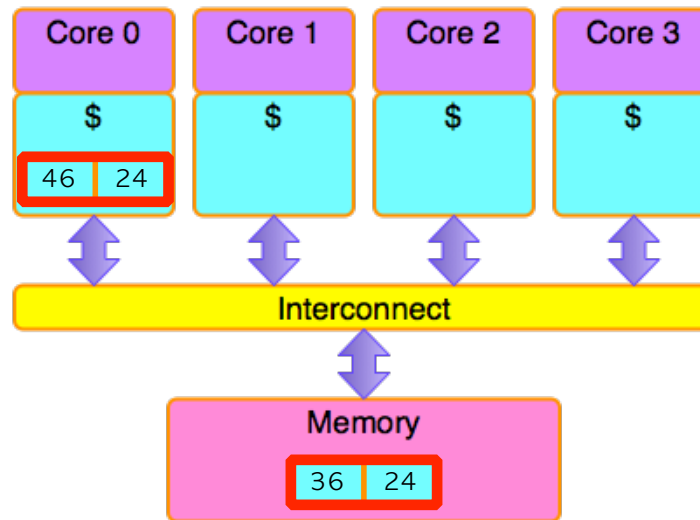 Core 0
Core 1
Core 2
Core 3
$
$
$
$
46 24
Interconnect
Memory
36 24